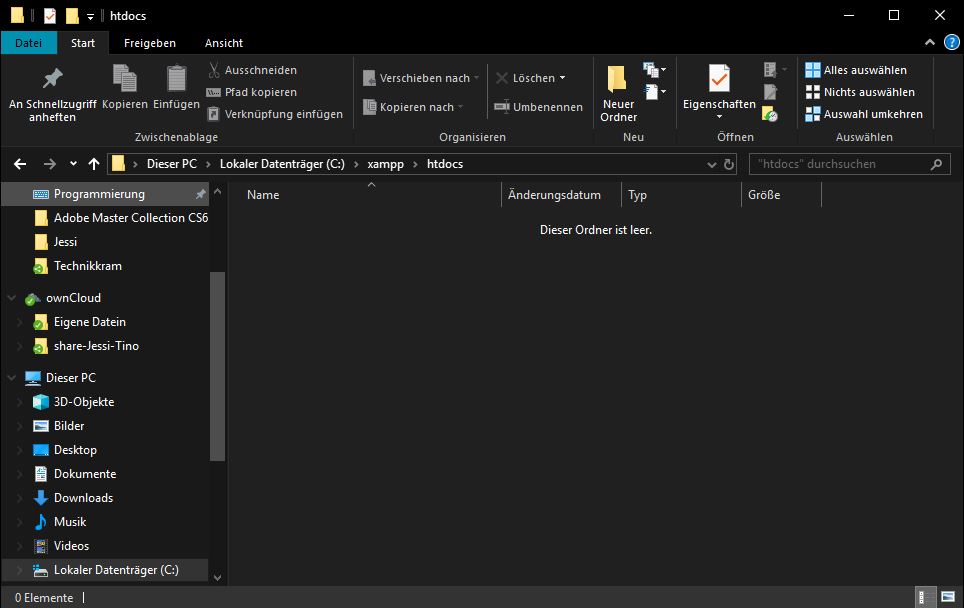 htdocs
Datei Start Freigeben Ansicht
An Schnellzugriff anheften
Kopieren
Einfügen
Ausschneiden
Pfad kopieren
Verknüpfung einfügen
Zwischenablage
Verschieben nach
Kopieren nach
Löschen
Umbenennen
Organisieren
Neuer Ordner
Neu
Eigenschaften
Öffnen
Alles auswählen
Nichts auswählen
Auswahl umkehren
Auswählen
Dieser PC > Lokaler Datenträger (C:) > xampp > htdocs
"htdocs" durchsuchen
Name Änderungsdatum Typ Größe
Dieser Ordner ist leer.
Programmierung
Adobe Master Collection CS6
Jessi
Technikkram
ownCloud
Eigene Datein
share-Jessi-Tino
Dieser PC
3D-Objekte
Bilder
Desktop
Dokumente
Downloads
Musik
Videos
Lokaler Datenträger (C:)
0 Elemente